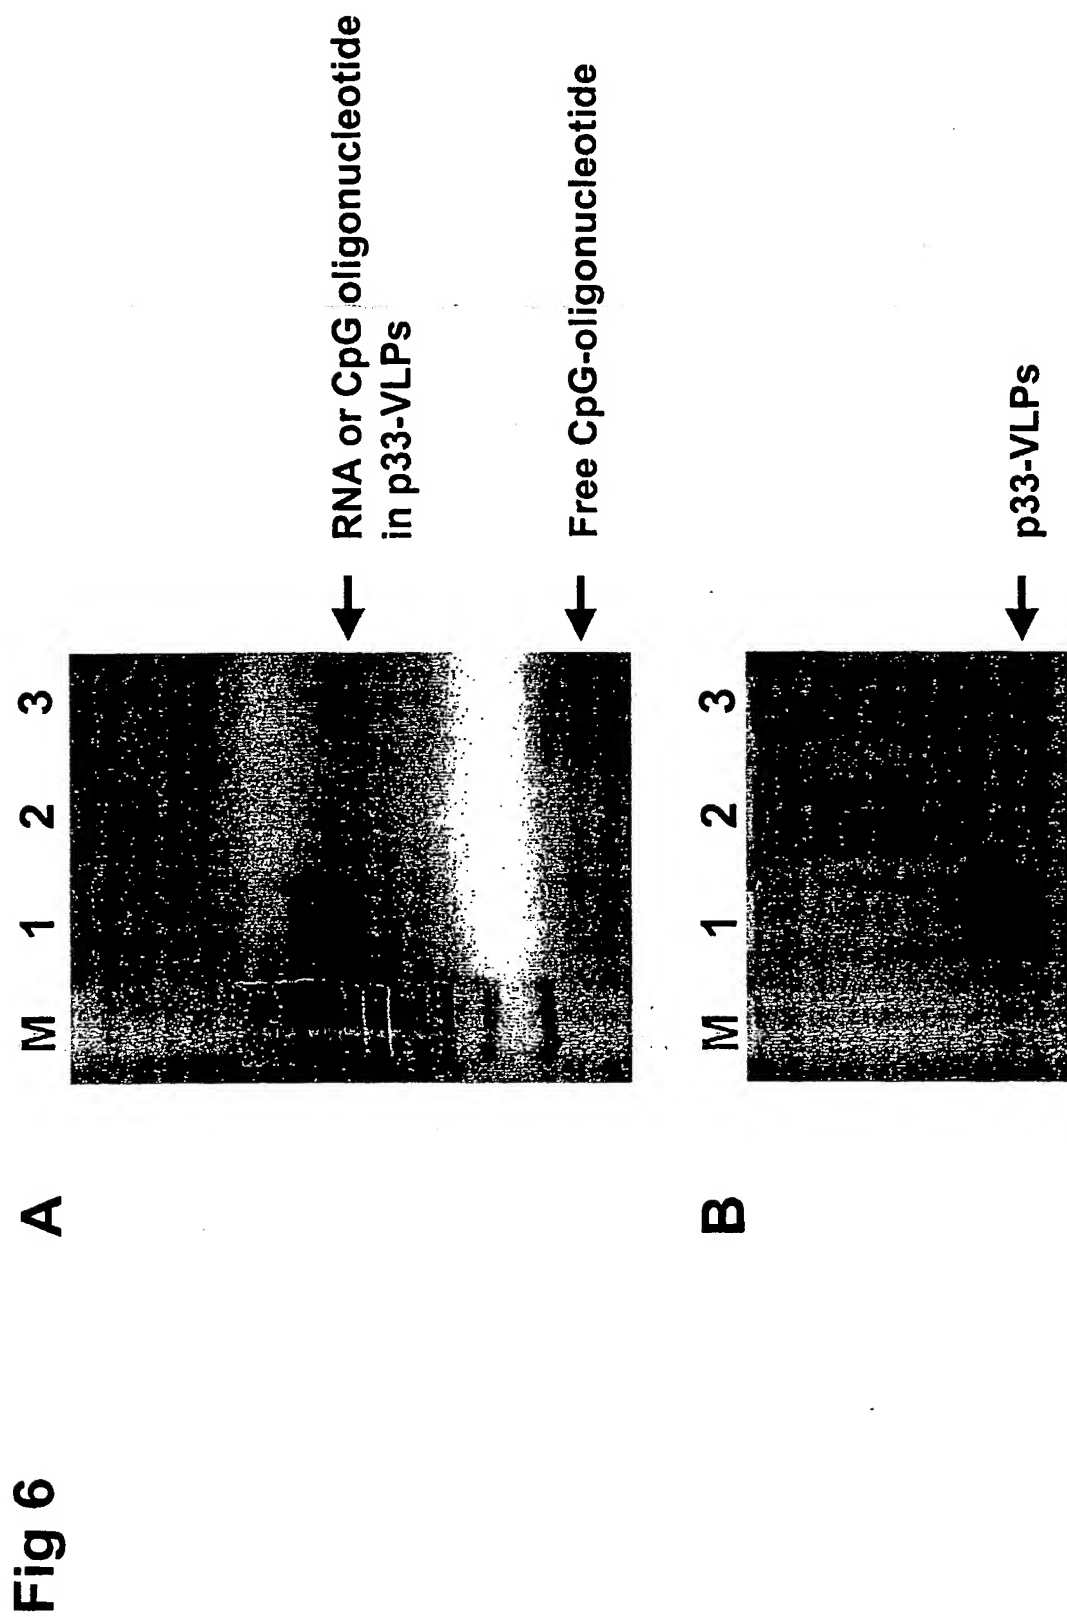 Fig 6
A
M 1 2 3
RNA or CpG oligonucleotide
in p33-VLPs
Free CpG-oligonucleotide
B
M 1 2 3
p33-VLPs